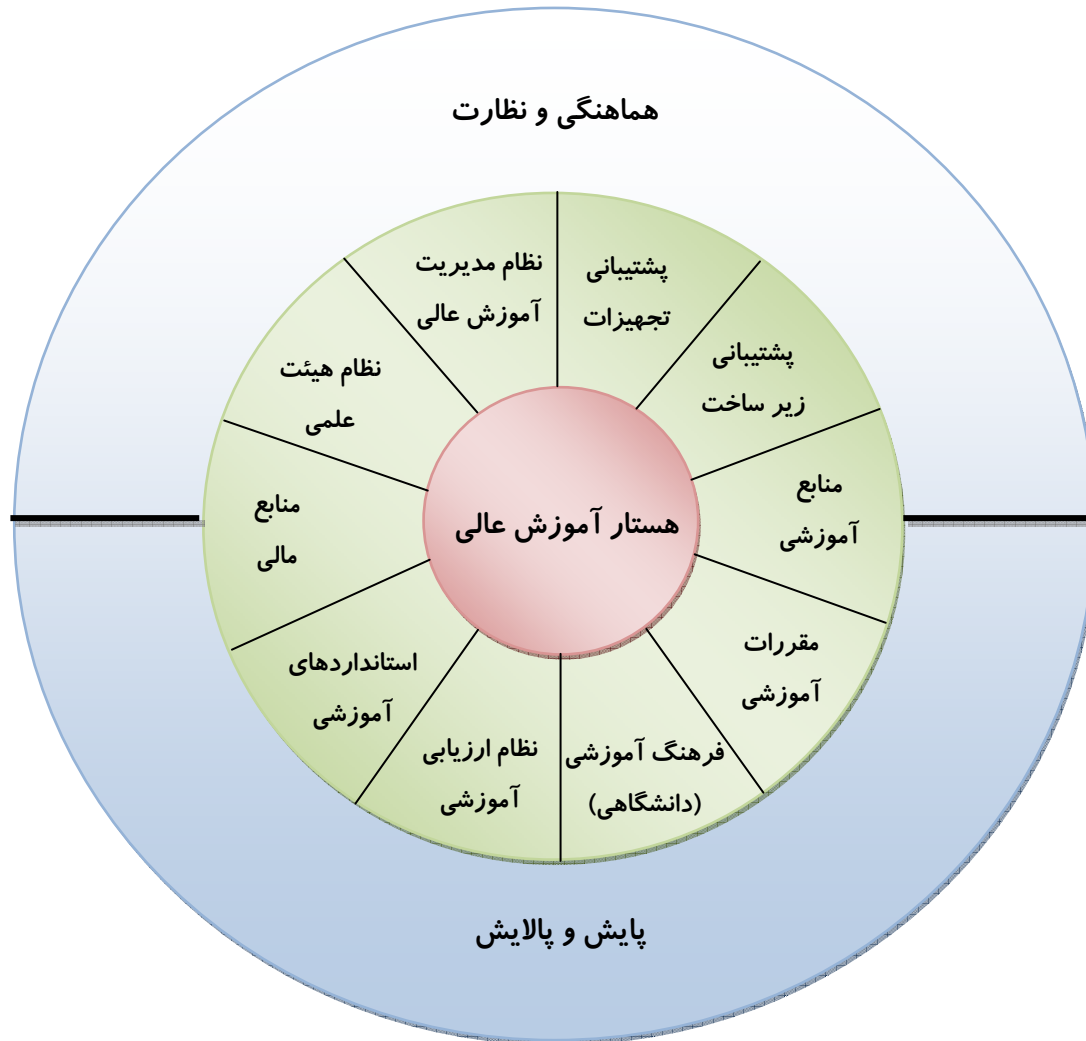 هماهنگی و نظارت
پشتیبانی
تجهیزات
پشتیبانی
زیر ساخت
منابع
آموزشی
مقررات
آموزشی
فرهنگ آموزشی
(دانشگاهی)
نظام ارزیابی
آموزشی
استانداردهای
آموزشی
منابع
مالی
نظام هیئت
علمی
نظام مدیریت
آموزش عالی
هستار آموزش عالی
پایش و پالایش